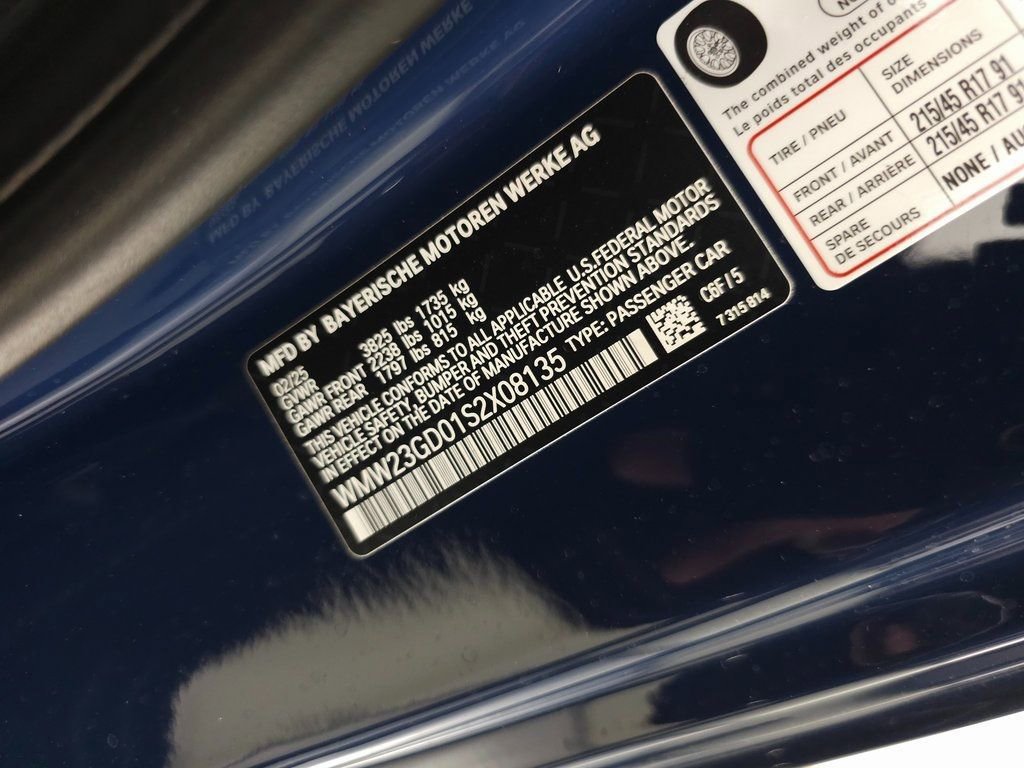 MFD BY BAYERISCHE MOTOREN WERKE AG
02/25
GVWR 3825 lbs 1735 kg
GAWR FRONT 2238 lbs 1015 kg
GAWR REAR 1797 lbs 815 kg
THIS VEHICLE CONFORMS TO ALL APPLICABLE U.S.FEDERAL MOTOR
VEHICLE SAFETY, BUMPER AND THEFT PREVENTION STANDARDS
IN EFFECT ON THE DATE OF MANUFACTURE SHOWN ABOVE.
WMW23GD01S2X08135 TYPE: PASSENGER CAR
C8F/5
7315814
The combined weight of
Le poids total des occupants
TIRE / PNEU
SIZE
DIMENSIONS
FRONT / AVANT 215/45 R17 91
REAR / ARRIÈRE 215/45 R17 91
SPARE
DE SECOURS
NONE / AU